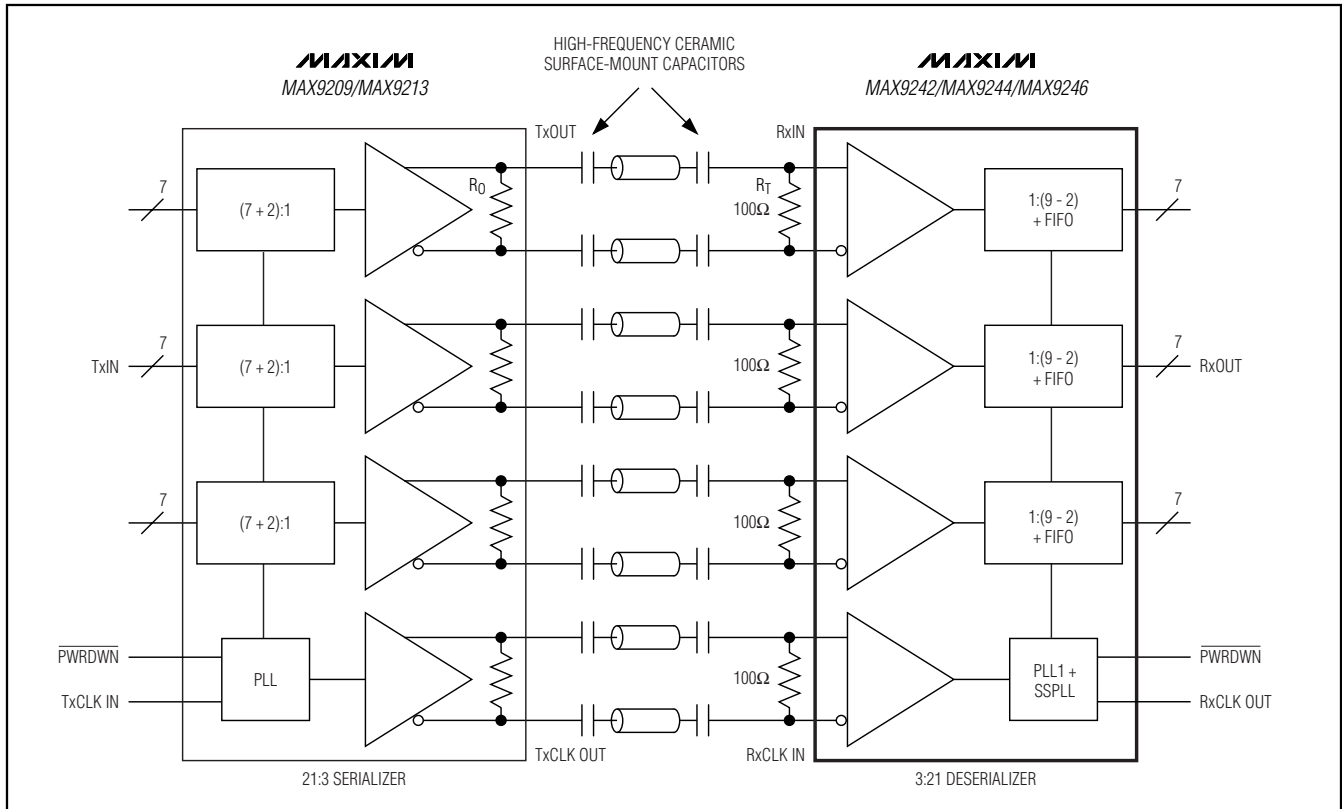 HIGH-FREQUENCY CERAMIC
SURFACE-MOUNT CAPACITORS
MAXIM
MAX9209/MAX9213
MAXIM
MAX9242/MAX9244/MAX9246
TxOUT
RxIN
7
(7 + 2):1
RO
RT
100Ω
1:(9 - 2)
+ FIFO
7
TxIN
7
(7 + 2):1
100Ω
1:(9 - 2)
+ FIFO
7
RxOUT
7
(7 + 2):1
100Ω
1:(9 - 2)
+ FIFO
7
PWRDWN
TxCLK IN
PLL
100Ω
PLL1 +
SSPLL
PWRDWN
RxCLK OUT
TxCLK OUT
RxCLK IN
21:3 SERIALIZER
3:21 DESERIALIZER